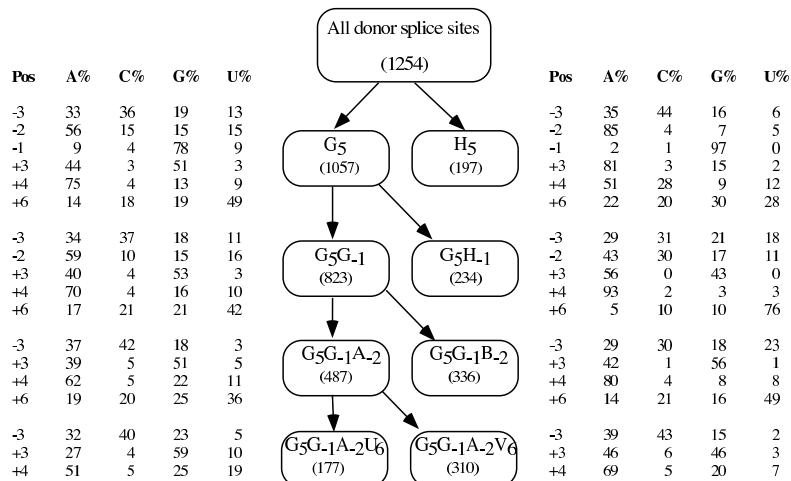 All donor splice sites
(1254)
Pos A% C% G% U%
-3 33 36 19 13
-2 56 15 15 15
-1 9 4 78 9
+3 44 3 51 3
+4 75 4 13 9
+6 14 18 19 49
G5
(1057)
H5
(197)
Pos A% C% G% U%
-3 35 44 16 6
-2 85 4 7 5
-1 2 1 97 0
+3 81 3 15 2
+4 51 28 9 12
+6 22 20 30 28
-3 34 37 18 11
-2 59 10 15 16
+3 40 4 53 3
+4 70 4 16 10
+6 17 21 21 42
G5G-1
(823)
G5H-1
(234)
-3 29 31 21 18
-2 43 30 17 11
+3 56 0 43 0
+4 93 2 3 3
+6 5 10 10 76
-3 37 42 18 3
+3 39 5 51 5
+4 62 5 22 11
+6 19 20 25 36
G5G-1A-2
(487)
G5G-1B-2
(336)
-3 29 30 18 23
+3 42 1 56 1
+4 80 4 8 8
+6 14 21 16 49
-3 32 40 23 5
+3 27 4 59 10
+4 51 5 25 19
G5G-1A-2U6
(177)
G5G-1A-2V6
(310)
-3 39 43 15 2
+3 46 6 46 3
+4 69 5 20 7